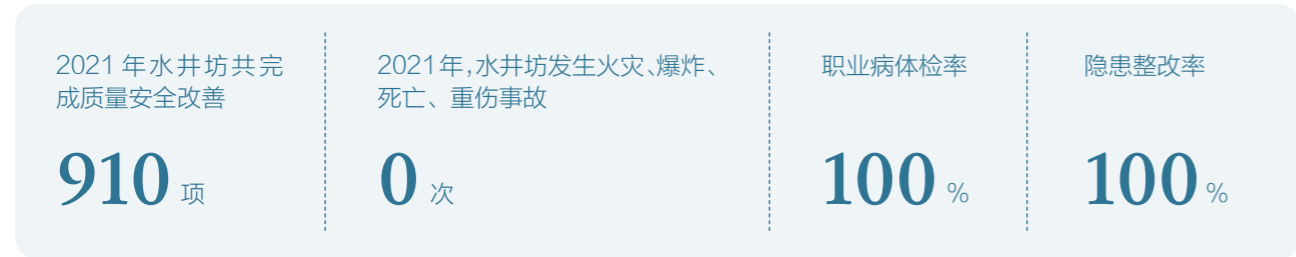 2021 年水井坊共完
成质量安全改善
910 项
2021年,水井坊发生火灾、爆炸、
死亡、重伤事故
0 次
职业病体检率
100 %
隐患整改率
100 %